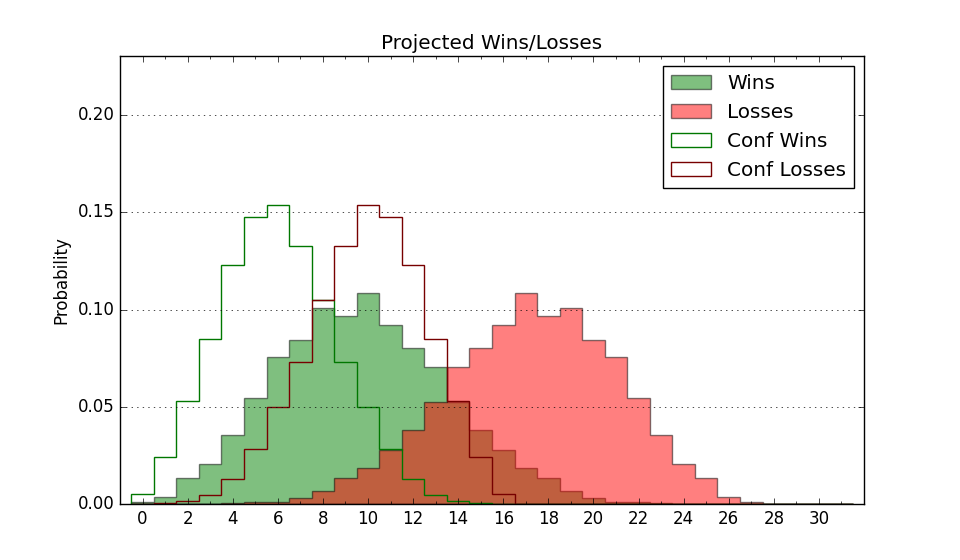 Projected Wins/Losses
Wins
Losses
Conf Wins
Conf Losses
Probability
0.20
0.15
0.10
0.05
0.00
0 2 4 6 8 10 12 14 16 18 20 22 24 26 28 30